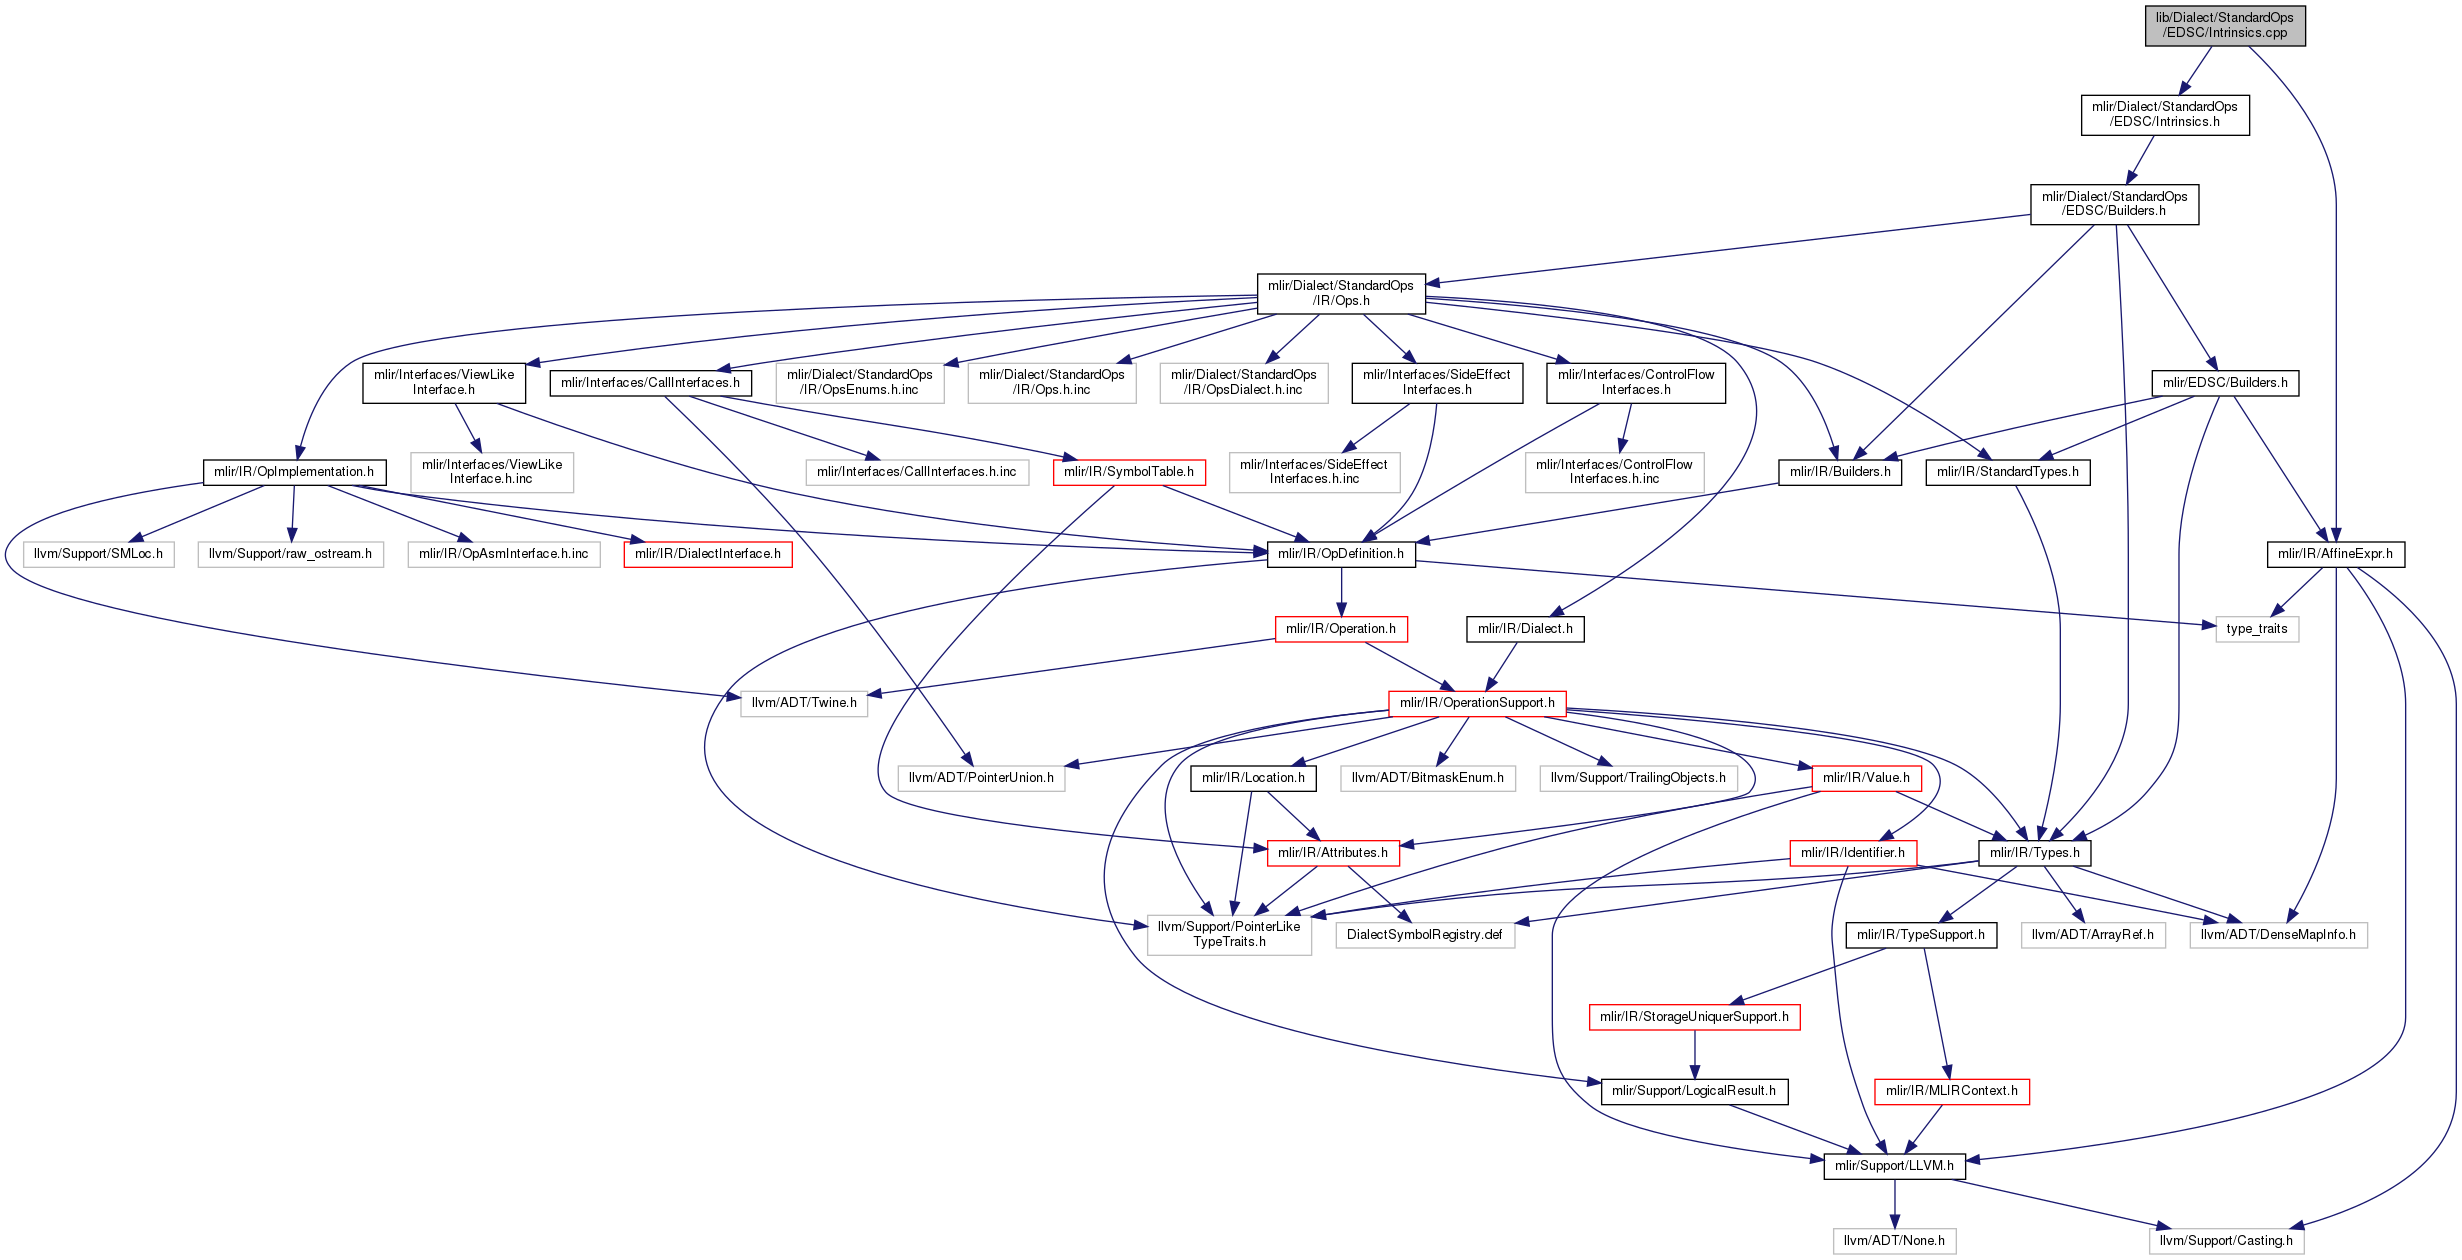 lib/Dialect/StandardOps
/EDSC/Intrinsics.cpp
mlir/Dialect/StandardOps
/EDSC/Intrinsics.h
mlir/Dialect/StandardOps
/EDSC/Builders.h
mlir/Dialect/StandardOps
/IR/Ops.h
mlir/Interfaces/ViewLike
Interface.h
mlir/Interfaces/CallInterfaces.h
mlir/Dialect/StandardOps
/IR/OpsEnums.h.inc
mlir/Dialect/StandardOps
/IR/Ops.h.inc
mlir/Dialect/StandardOps
/IR/OpsDialect.h.inc
mlir/Interfaces/SideEffect
Interfaces.h
mlir/Interfaces/ControlFlow
Interfaces.h
mlir/EDSC/Builders.h
mlir/IR/OpImplementation.h
mlir/Interfaces/ViewLike
Interface.h.inc
mlir/Interfaces/CallInterfaces.h.inc
mlir/IR/SymbolTable.h
mlir/Interfaces/SideEffect
Interfaces.h.inc
mlir/Interfaces/ControlFlow
Interfaces.h.inc
mlir/IR/Builders.h
mlir/IR/StandardTypes.h
llvm/Support/SMLoc.h
llvm/Support/raw_ostream.h
mlir/IR/OpAsmInterface.h.inc
mlir/IR/DialectInterface.h
mlir/IR/OpDefinition.h
mlir/IR/AffineExpr.h
mlir/IR/Operation.h
mlir/IR/Dialect.h
type_traits
llvm/ADT/Twine.h
mlir/IR/OperationSupport.h
llvm/ADT/PointerUnion.h
mlir/IR/Location.h
llvm/ADT/BitmaskEnum.h
llvm/Support/TrailingObjects.h
mlir/IR/Value.h
mlir/IR/Attributes.h
mlir/IR/Identifier.h
mlir/IR/Types.h
llvm/Support/PointerLike
TypeTraits.h
DialectSymbolRegistry.def
mlir/IR/TypeSupport.h
llvm/ADT/ArrayRef.h
llvm/ADT/DenseMapInfo.h
mlir/IR/StorageUniquerSupport.h
mlir/Support/LogicalResult.h
mlir/IR/MLIRContext.h
mlir/Support/LLVM.h
llvm/ADT/None.h
llvm/Support/Casting.h